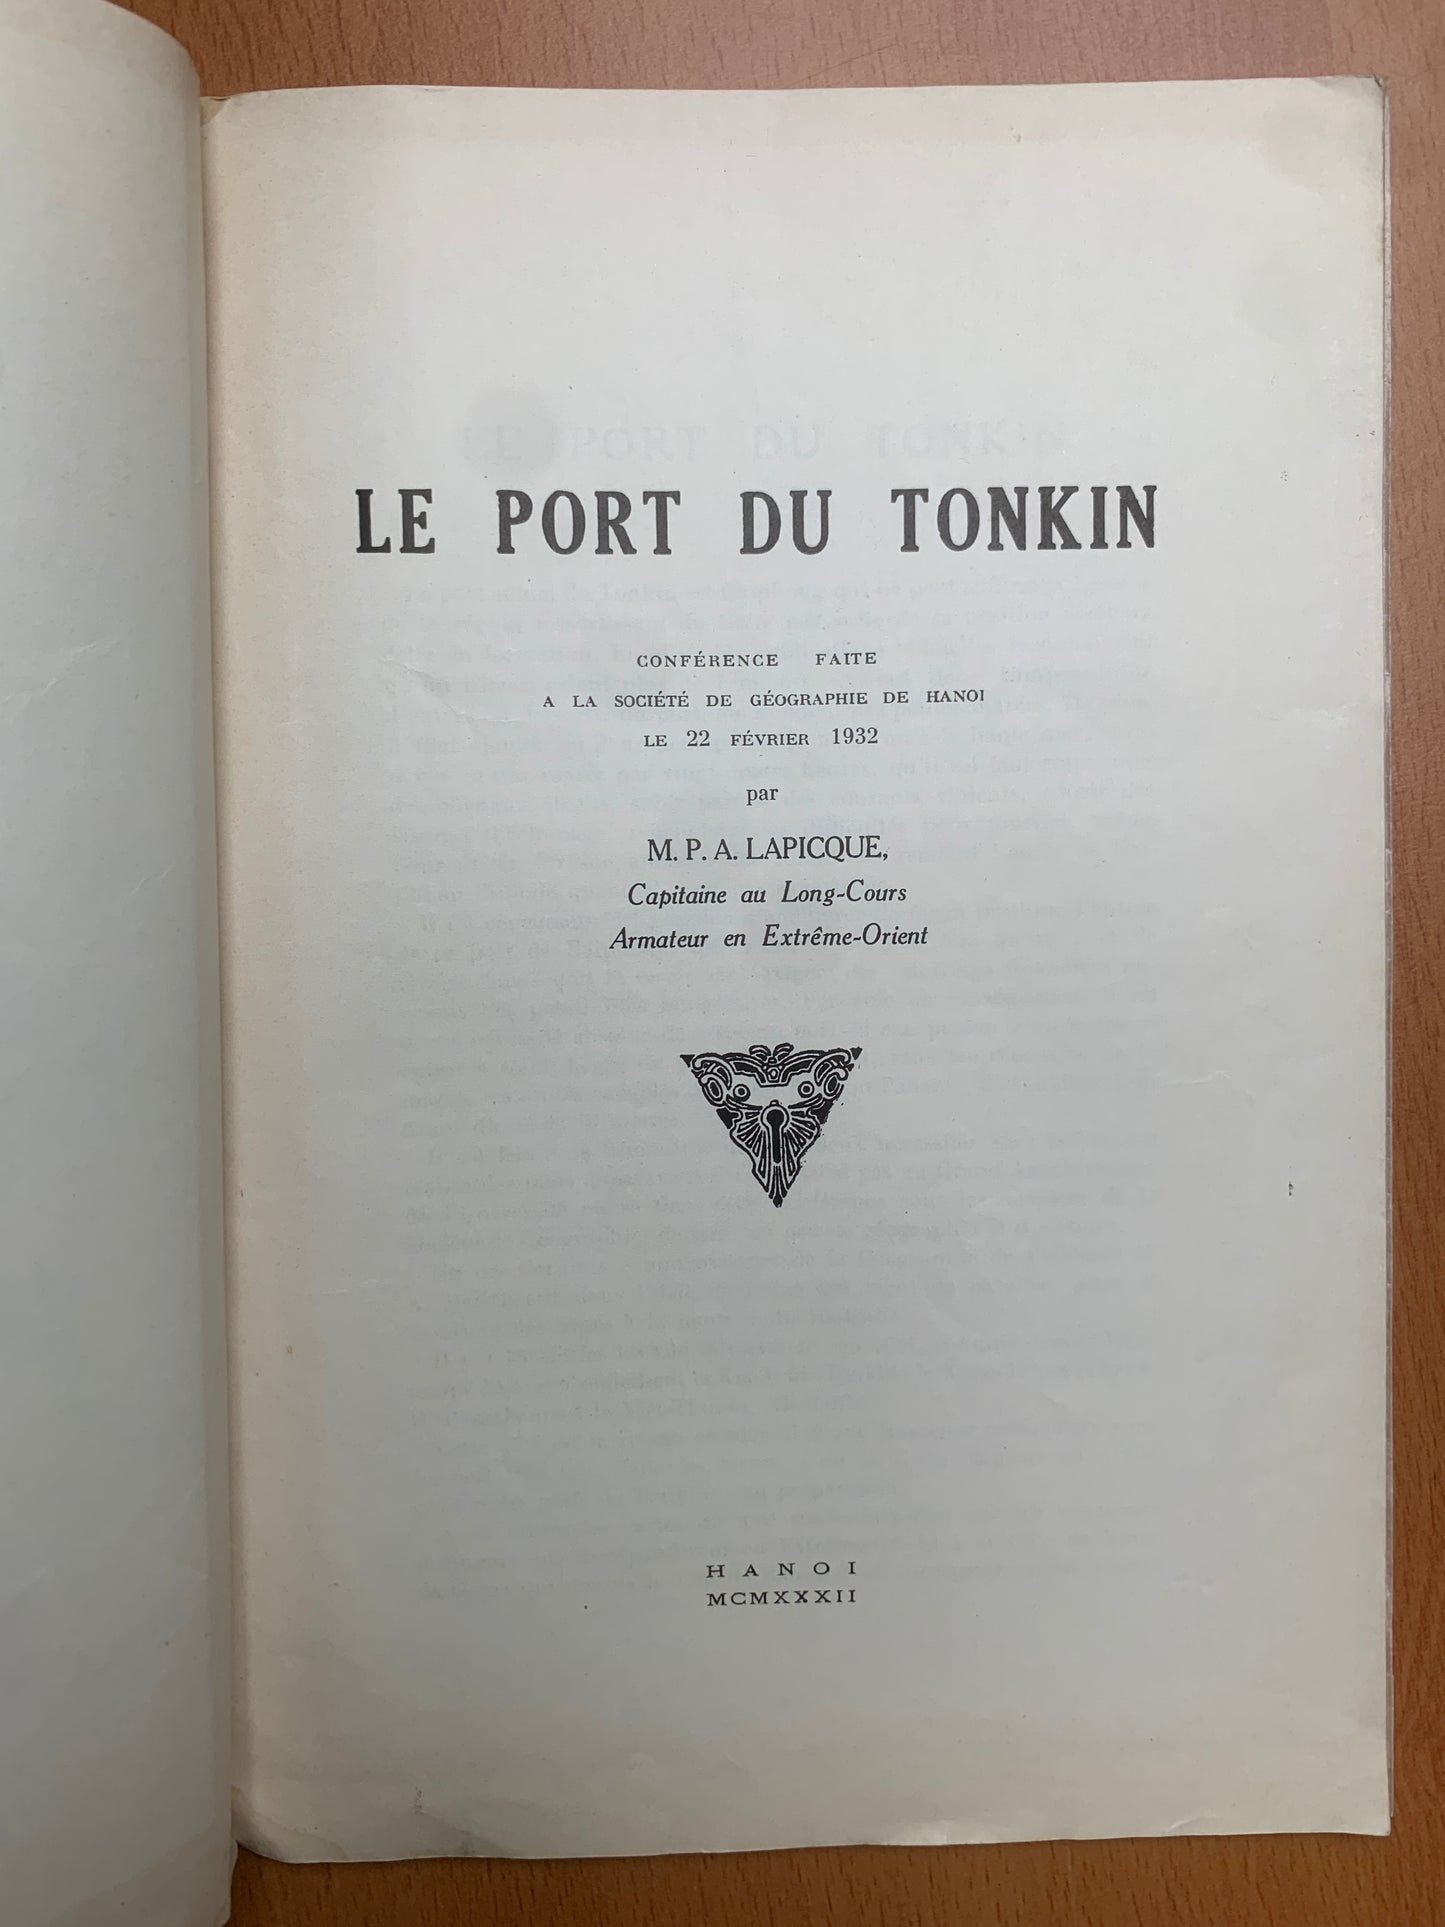 LE PORT DU TONKIN
CONFÉRENCE FAITE
A LA SOCIÉTÉ DE GÉOGRAPHIE DE HANOI
LE 22 FÉVRIER 1932
par
M. P. A. LAPICQUE,
Capitaine au Long-Cours
Armateur en Extrême-Orient
HANOI
MCMXXXII